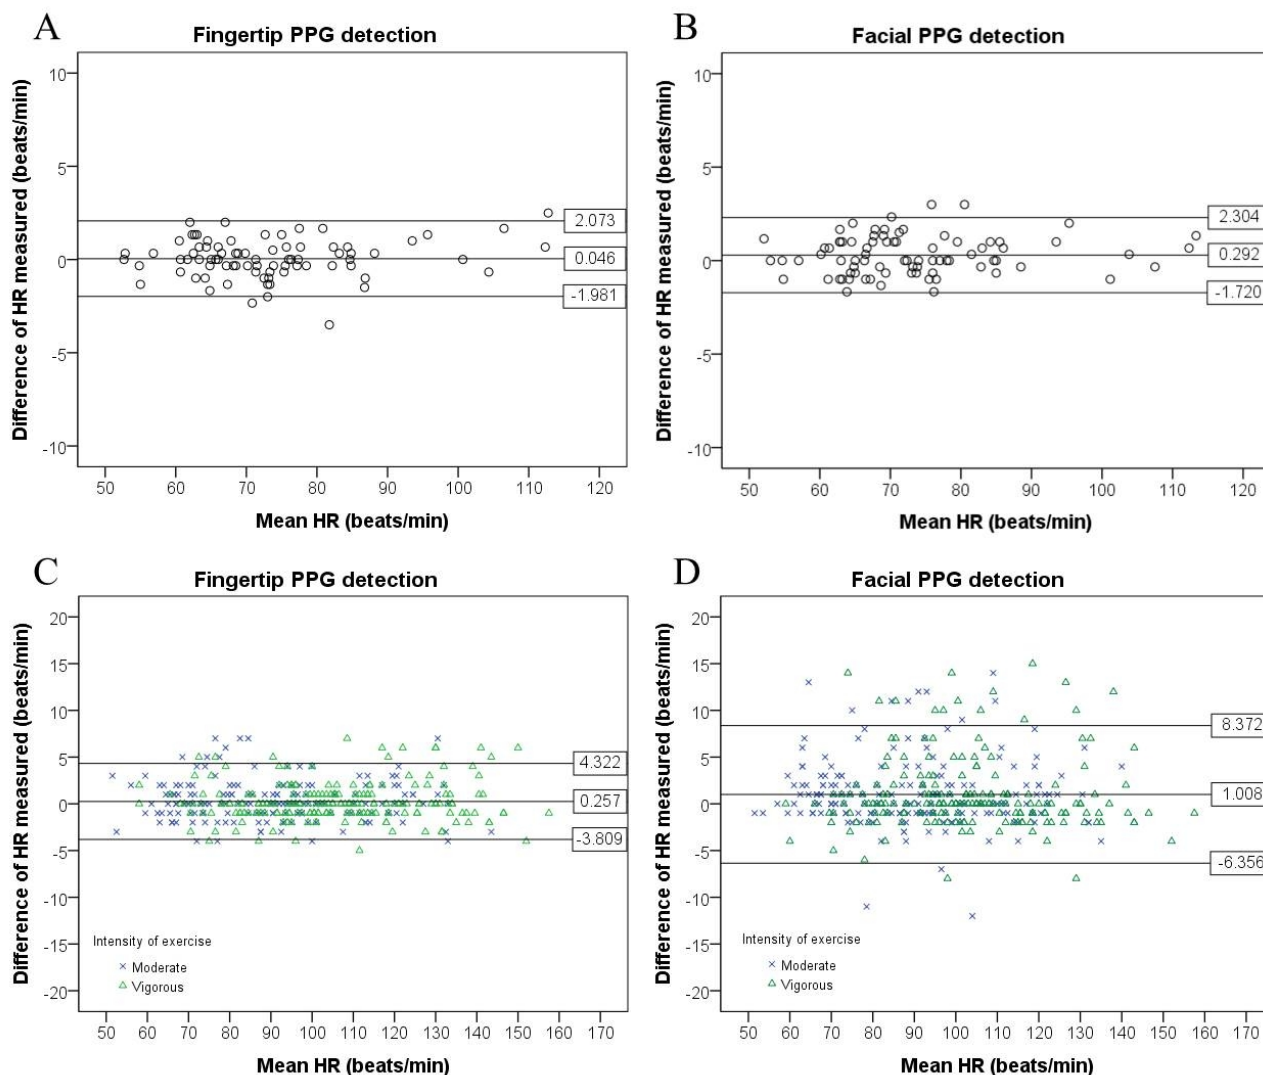 A
Fingertip PPG detection
Difference of HR measured (beats/min)
10
5
0
-5
-10
2.073
0.046
-1.981
50 60 70 80 90 100 110 120
Mean HR (beats/min)
B
Facial PPG detection
Difference of HR measured (beats/min)
10
5
0
-5
-10
2.304
0.292
-1.720
50 60 70 80 90 100 110 120
Mean HR (beats/min)
C
Fingertip PPG detection
Difference of HR measured (beats/min)
20
15
10
5
0
-5
-10
-15
-20
4.322
0.257
-3.809
Intensity of exercise
Moderate
Vigorous
50 60 70 80 90 100 110 120 130 140 150 160 170
Mean HR (beats/min)
D
Facial PPG detection
Difference of HR measured (beats/min)
20
15
10
5
0
-5
-10
-15
-20
8.372
1.008
-6.356
Intensity of exercise
Moderate
Vigorous
50 60 70 80 90 100 110 120 130 140 150 160 170
Mean HR (beats/min)